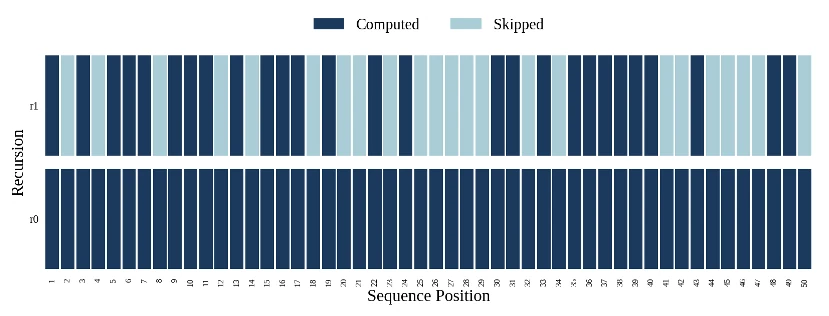 Computed Skipped
r1
Recursion
r0
1 2 3 4 5 6 7 8 9 10 11 12 13 14 15 16 17 18 19 20 21 22 23 24 25 26 27 28 29 30 31 32 33 34 35 36 37 38 39 40 41 42 43 44 45 46 47 48 49 50
Sequence Position